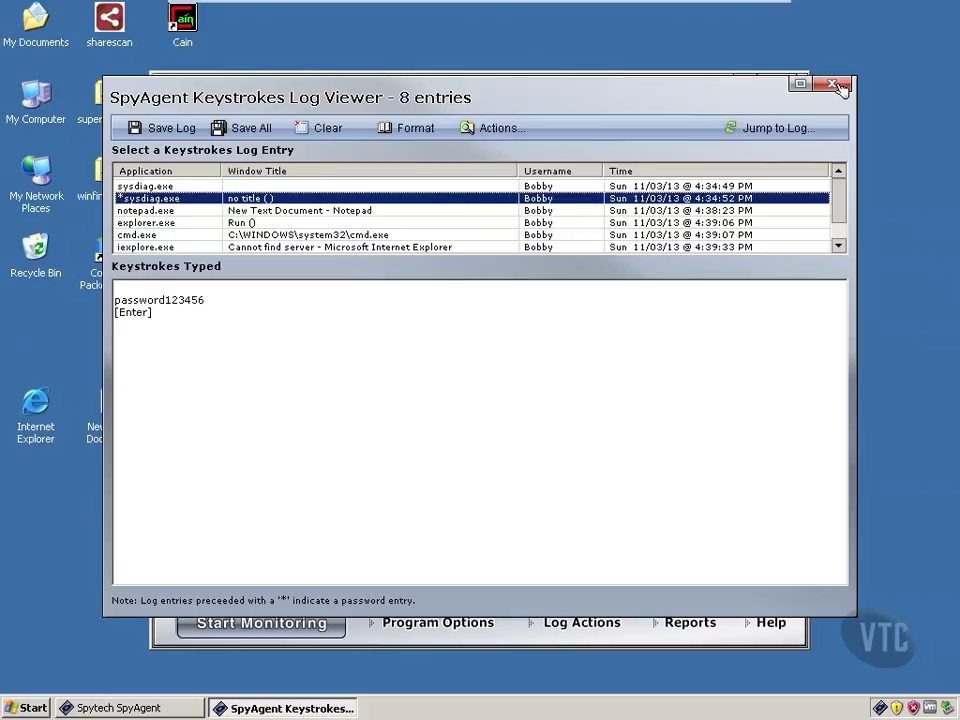 My Documents
sharescan
Cain
aín
My Computer
super
My Network
Places
winfir
Recycle Bin
Co
Pack
Internet
Explorer
Ne
Doc
SpyAgent Keystrokes Log Viewer - 8 entries
Save Log
Save All
Clear
Format
Actions...
Jump to Log...
Select a Keystrokes Log Entry
Application Window Title Username Time
sysdiag.exe Bobby Sun 11/03/13 @ 4:34:49 PM
*sysdiag.exe no title () Bobby Sun 11/03/13 @ 4:34:52 PM
notepad.exe New Text Document - Notepad Bobby Sun 11/03/13 @ 4:38:23 PM
explorer.exe Run () Bobby Sun 11/03/13 @ 4:39:06 PM
cmd.exe C:\WINDOWS\system32\cmd.exe Bobby Sun 11/03/13 @ 4:39:07 PM
iexplore.exe Cannot find server - Microsoft Internet Explorer Bobby Sun 11/03/13 @ 4:39:33 PM
Keystrokes Typed
password123456
[Enter]
Note: Log entries preceeded with a '*' indicate a password entry.
Start Monitoring
Program Options
Log Actions
Reports
Help
VTC
Start
Spytech SpyAgent
SpyAgent Keystrokes...